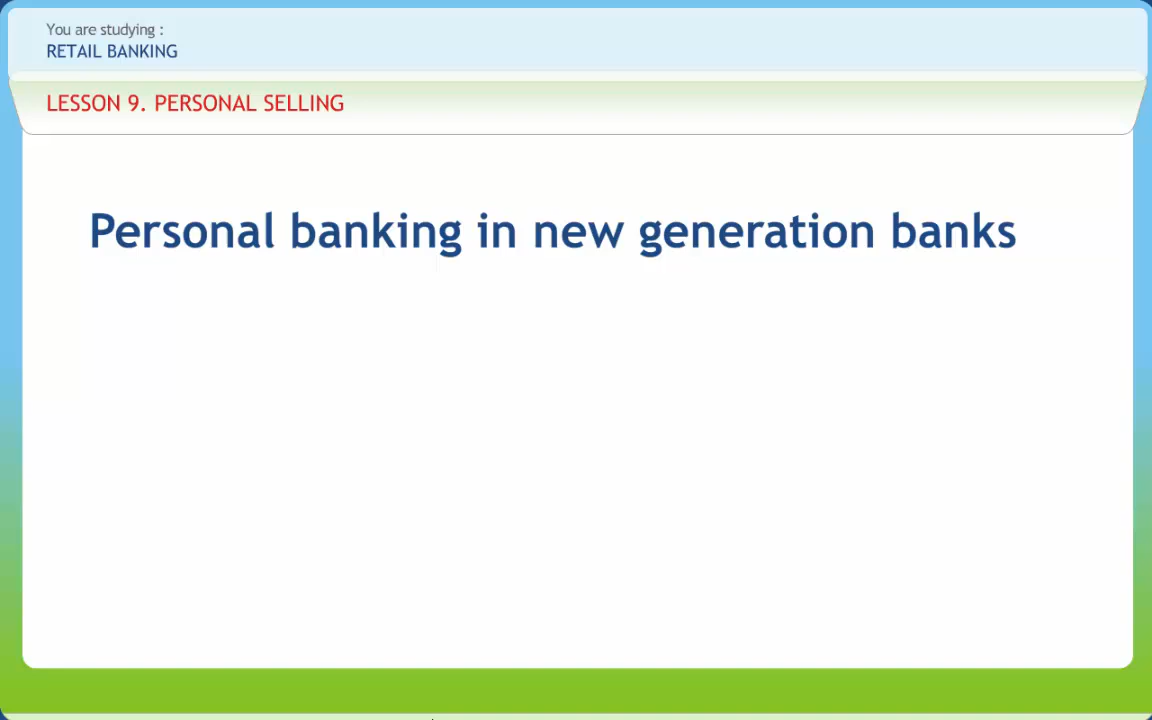 You are studying :
RETAIL BANKING
LESSON 9. PERSONAL SELLING
Personal banking in new generation banks